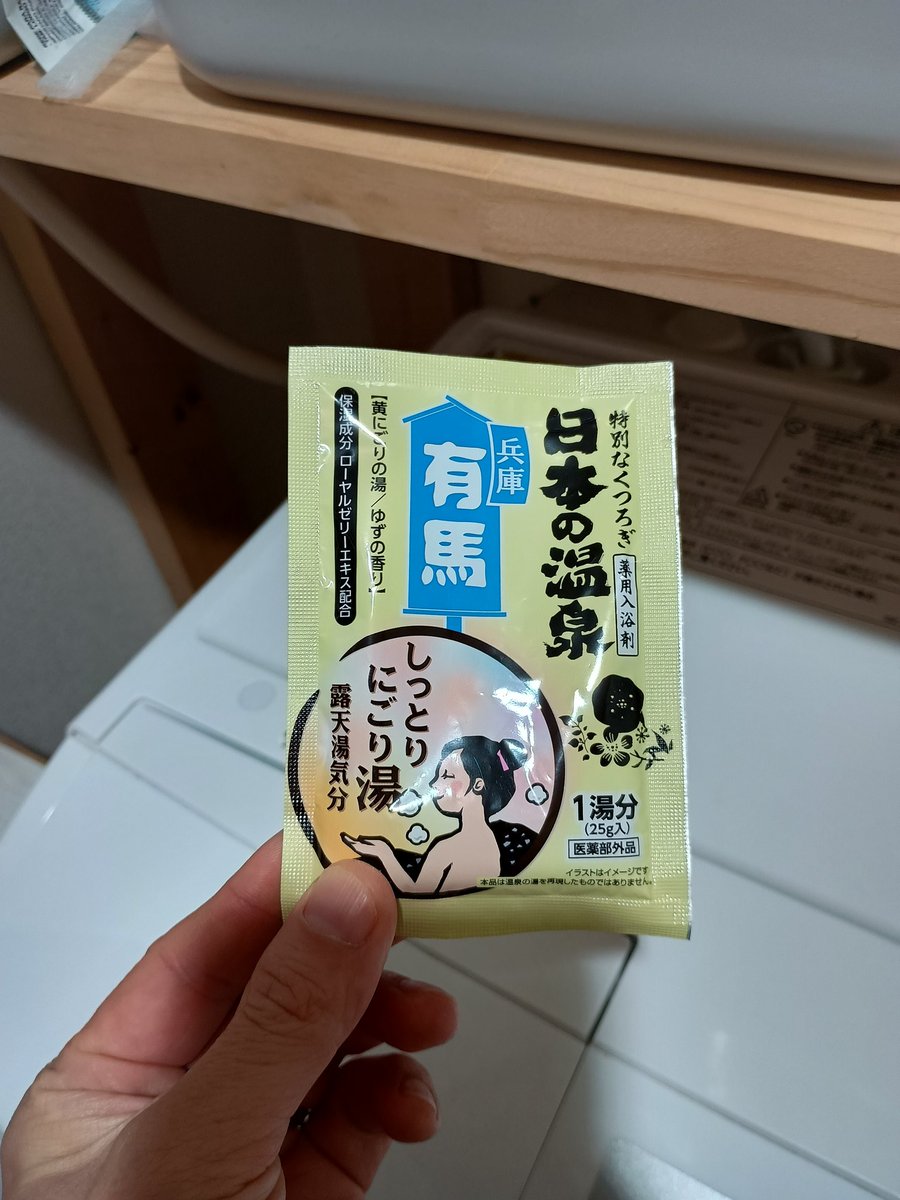 特別なくつろぎ
薬用入浴剤
日本の温泉
兵庫
有馬
【黄にごりの湯/ゆずの香り】
保湿成分 ローヤルゼリーエキス配合
しっとり
にごり湯
露天湯気分
1湯分
(25g入)
医薬部外品
イラストはイメージです
本品は温泉の湯を再現したものではありません。